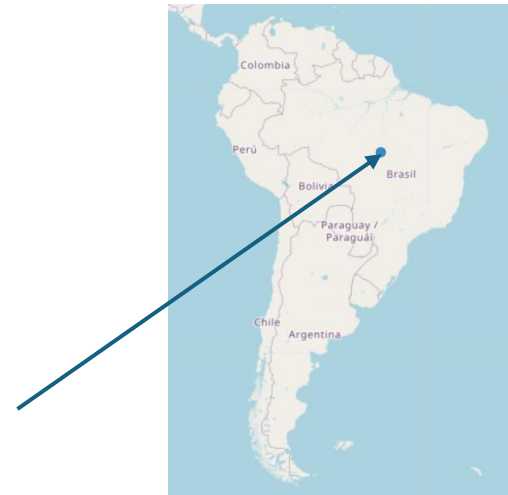 Colombia
Perú
Brasil
Bolivia
Paraguay /
Paraguái
Chile
Argentina